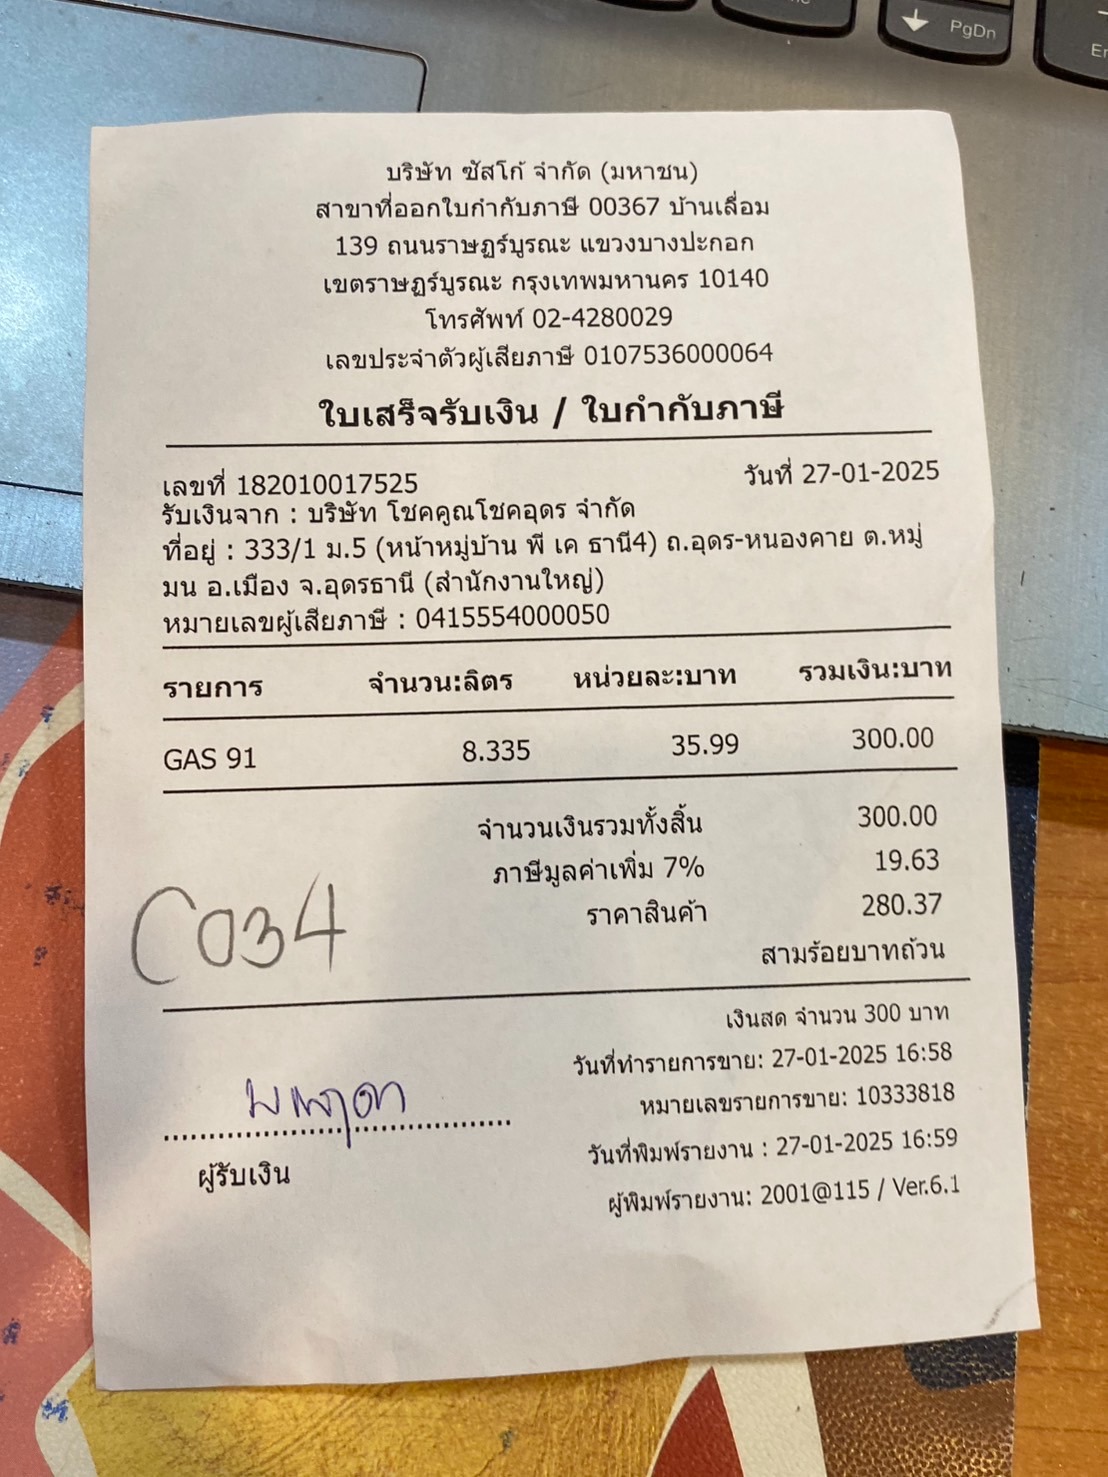 PgDn
บริษัท ซัสโก้ จำกัด (มหาชน)
สาขาที่ออกใบกำกับภาษี 00367 บ้านเลื่อม
139 ถนนราษฎร์บูรณะ แขวงบางปะกอก
เขตราษฎร์บูรณะ กรุงเทพมหานคร 10140
โทรศัพท์ 02-4280029
เลขประจำตัวผู้เสียภาษี 0107536000064
ใบเสร็จรับเงิน / ใบกำกับภาษี
เลขที่ 182010017525 วันที่ 27-01-2025
รับเงินจาก : บริษัท โชคคูณโชคอุดร จำกัด
ที่อยู่ : 333/1 ม.5 (หน้าหมู่บ้าน พี เค ธานี4) ถ.อุดร-หนองคาย ต.หมู่
มน อ.เมือง จ.อุดรธานี (สำนักงานใหญ่)
หมายเลขผู้เสียภาษี : 0415554000050
รายการ จำนวน:ลิตร หน่วยละ:บาท รวมเงิน:บาท
GAS 91 8.335 35.99 300.00
จำนวนเงินรวมทั้งสิ้น 300.00
ภาษีมูลค่าเพิ่ม 7% 19.63
ราคาสินค้า 280.37
C034
สามร้อยบาทถ้วน
เงินสด จำนวน 300 บาท
วันที่ทำรายการขาย: 27-01-2025 16:58
หมายเลขรายการขาย: 10333818
วันที่พิมพ์รายงาน : 27-01-2025 16:59
ผู้รับเงิน
ผู้พิมพ์รายงาน: 2001@115 / Ver.6.1